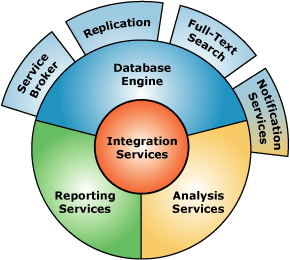 Service
Broker
Replication
Full-Text
Search
Notification
Services
Database
Engine
Integration
Services
Reporting
Services
Analysis
Services